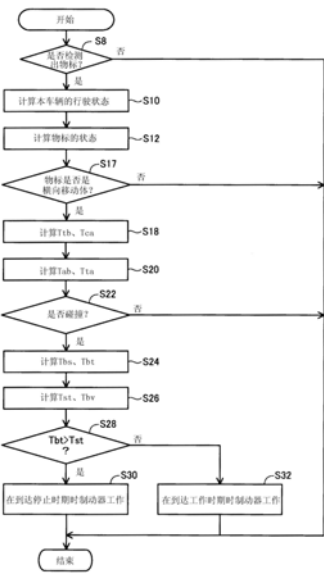 开始
S8
是否检测
出物标？
否
是
计算本车辆的行驶状态
S10
计算物标的状态
S12
S17
物标是否是
横向移动体？
否
是
计算Ttb、Tca
S18
计算Tab、Tta
S20
S22
是否碰撞？
否
是
计算Tbs、Tbt
S24
计算Tst、Tbv
S26
S28
Tbt>Tst
？
否
是
S30
在到达停止时期时制动器工作
S32
在到达工作时期时制动器工作
结束